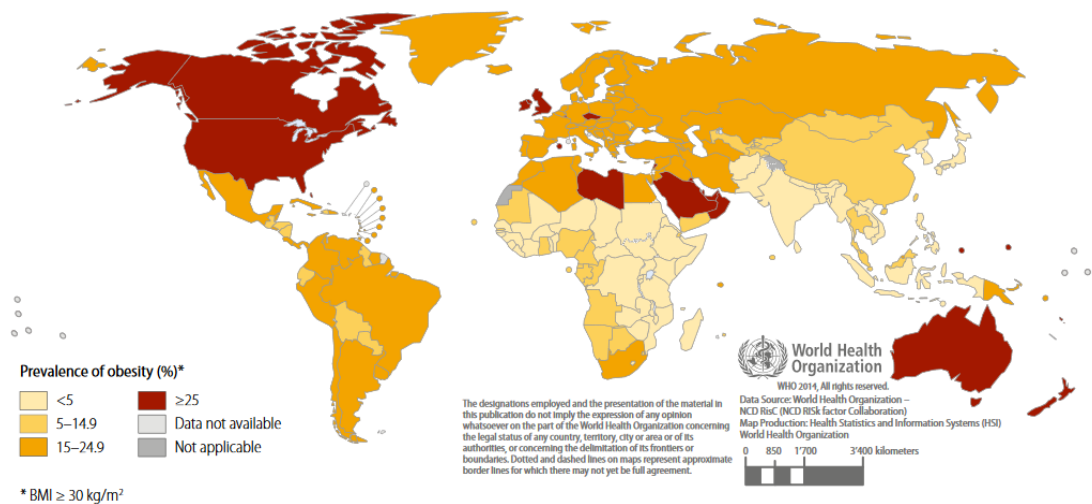 Prevalence of obesity (%)*
<5
5–14.9
15–24.9
≥25
Data not available
Not applicable
* BMI ≥ 30 kg/m²
The designations employed and the presentation of the material in
this publication do not imply the expression of any opinion
whatsoever on the part of the World Health Organization concerning
the legal status of any country, territory, city or area or of its
authorities, or concerning the delimitation of its frontiers or
boundaries. Dotted and dashed lines on maps represent approximate
border lines for which there may not yet be full agreement.
World Health
Organization
WHO 2014, All rights reserved.
Data Source: World Health Organization –
NCD RisC (NCD RISk factor Collaboration)
Map Production: Health Statistics and Information Systems (HSI)
World Health Organization
0 850 1'700 3'400 kilometers